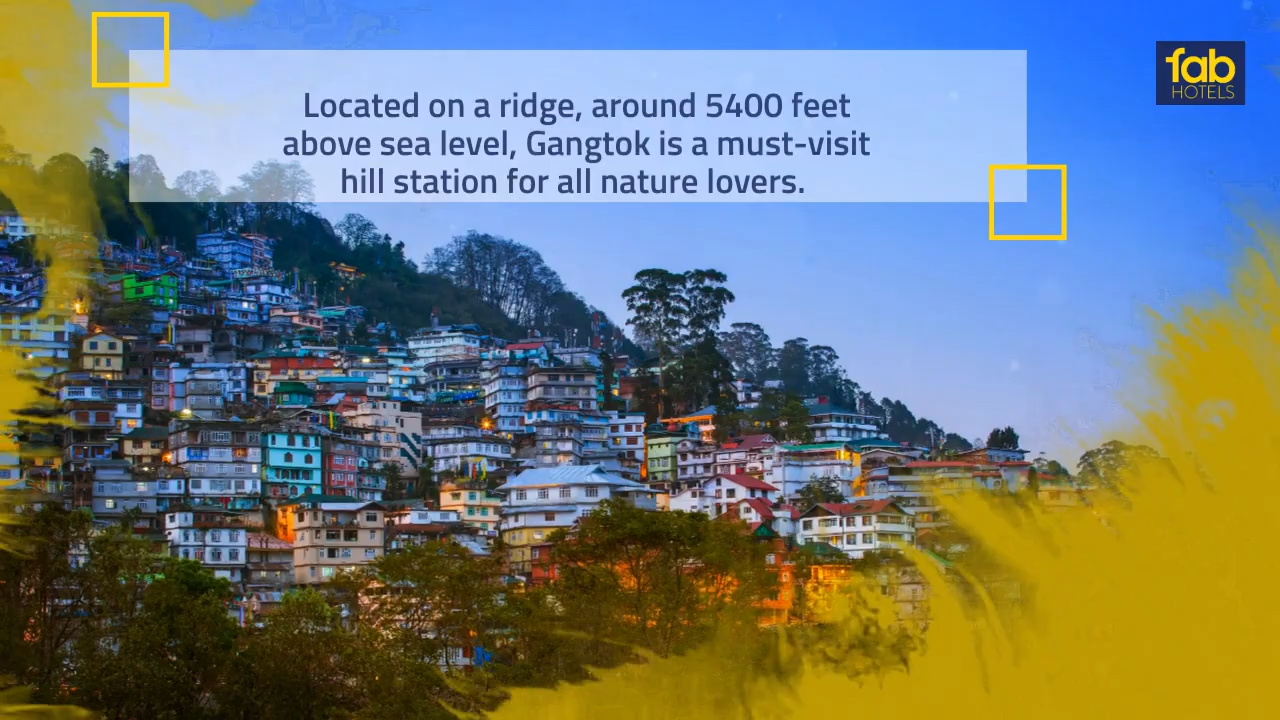 Located on a ridge, around 5400 feet
above sea level, Gangtok is a must-visit
hill station for all nature lovers.
fab
HOTELS